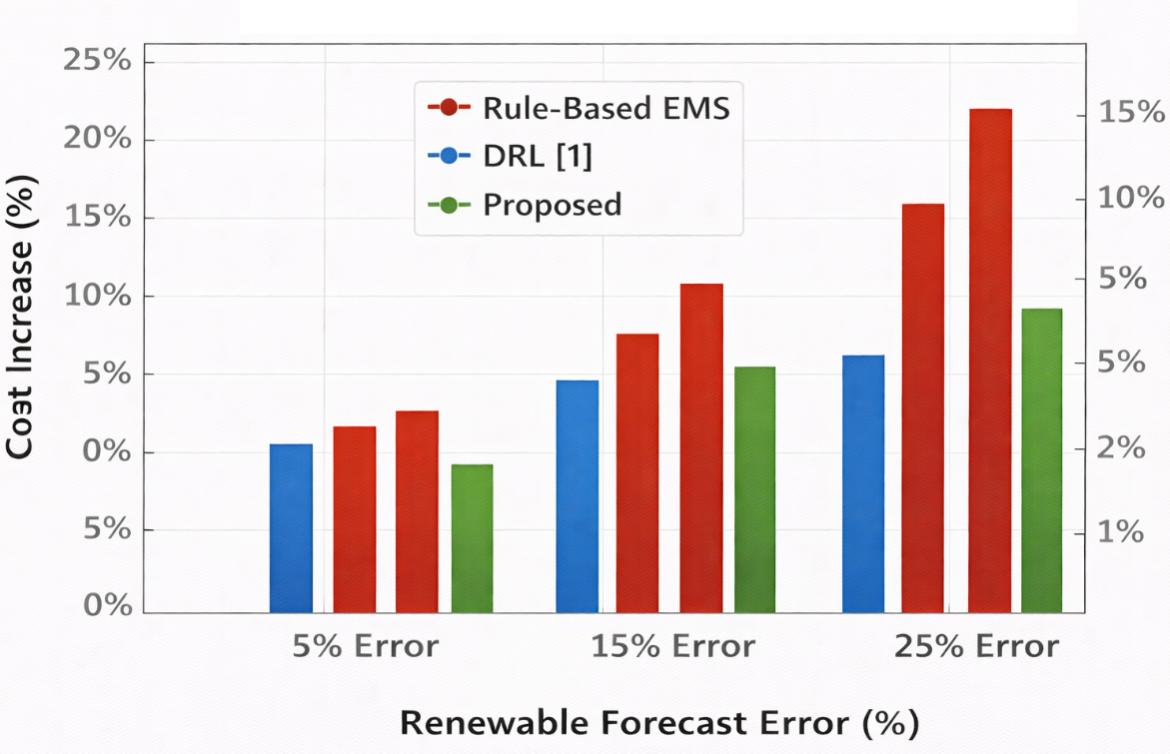 25%
20%
15%
10%
5%
0%
5%
0%
Coət Increase (%)
Rule-Based EMS
DRL [1]
Proposed
15%
10%
5%
5%
2%
1%
5% Error
15% Error
25% Error
Renewable Forecast Error (%)